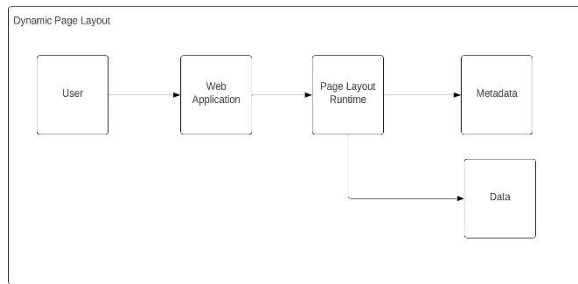 Dynamic Page Layout
User
Web
Application
Page Layout
Runtime
Metadata
Data